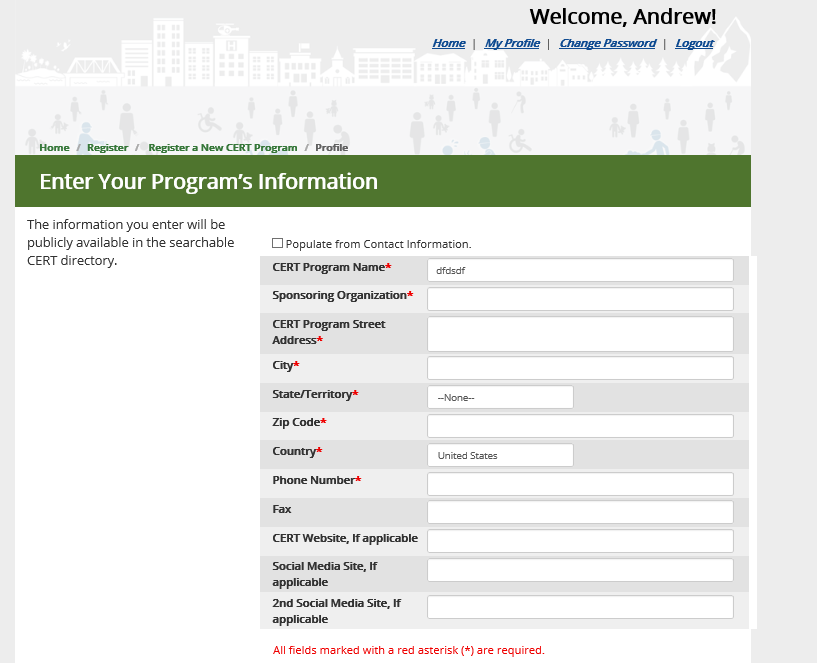 Welcome, Andrew!
Home | My Profile | Change Password | Logout
Home / Register / Register a New CERT Program / Profile
Enter Your Program's Information
The information you enter will be
publicly available in the searchable
CERT directory.
Populate from Contact Information.
CERT Program Name* dfdsdf
Sponsoring Organization*
CERT Program Street
Address*
City*
State/Territory* --None--
Zip Code*
Country* United States
Phone Number*
Fax
CERT Website, If applicable
Social Media Site, If
applicable
2nd Social Media Site, If
applicable
All fields marked with a red asterisk (*) are required.